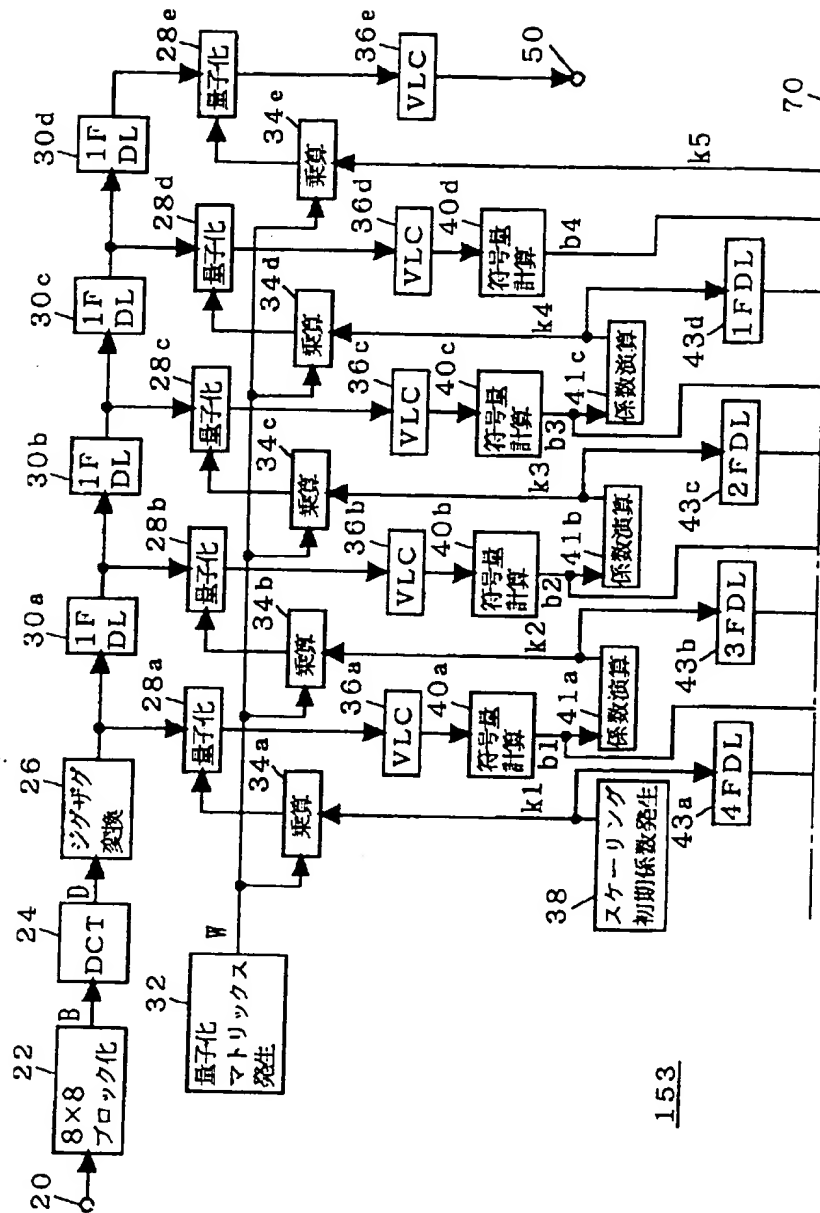 20
22
8×8
ブロック化
B
24
DCT
D
26
ジグザグ
変換
30a
1F
DL
30b
1F
DL
30c
1F
DL
30d
1F
DL
28a
量子化
28b
量子化
28c
量子化
28d
量子化
28e
量子化
32
量子化
マトリックス
発生
W
34a
乗算
34b
乗算
34c
乗算
34d
乗算
34e
乗算
36a
VLC
36b
VLC
36c
VLC
36d
VLC
36e
VLC
50
40a
符号量
計算
b1
40b
符号量
計算
b2
40c
符号量
計算
b3
40d
符号量
計算
b4
k1
k2
k3
k4
k5
41a
係数演算
41b
係数演算
41c
係数演算
38
スケーリング
初期係数発生
43a
4FDL
43b
3FDL
43c
2FDL
43d
1FDL
70
153